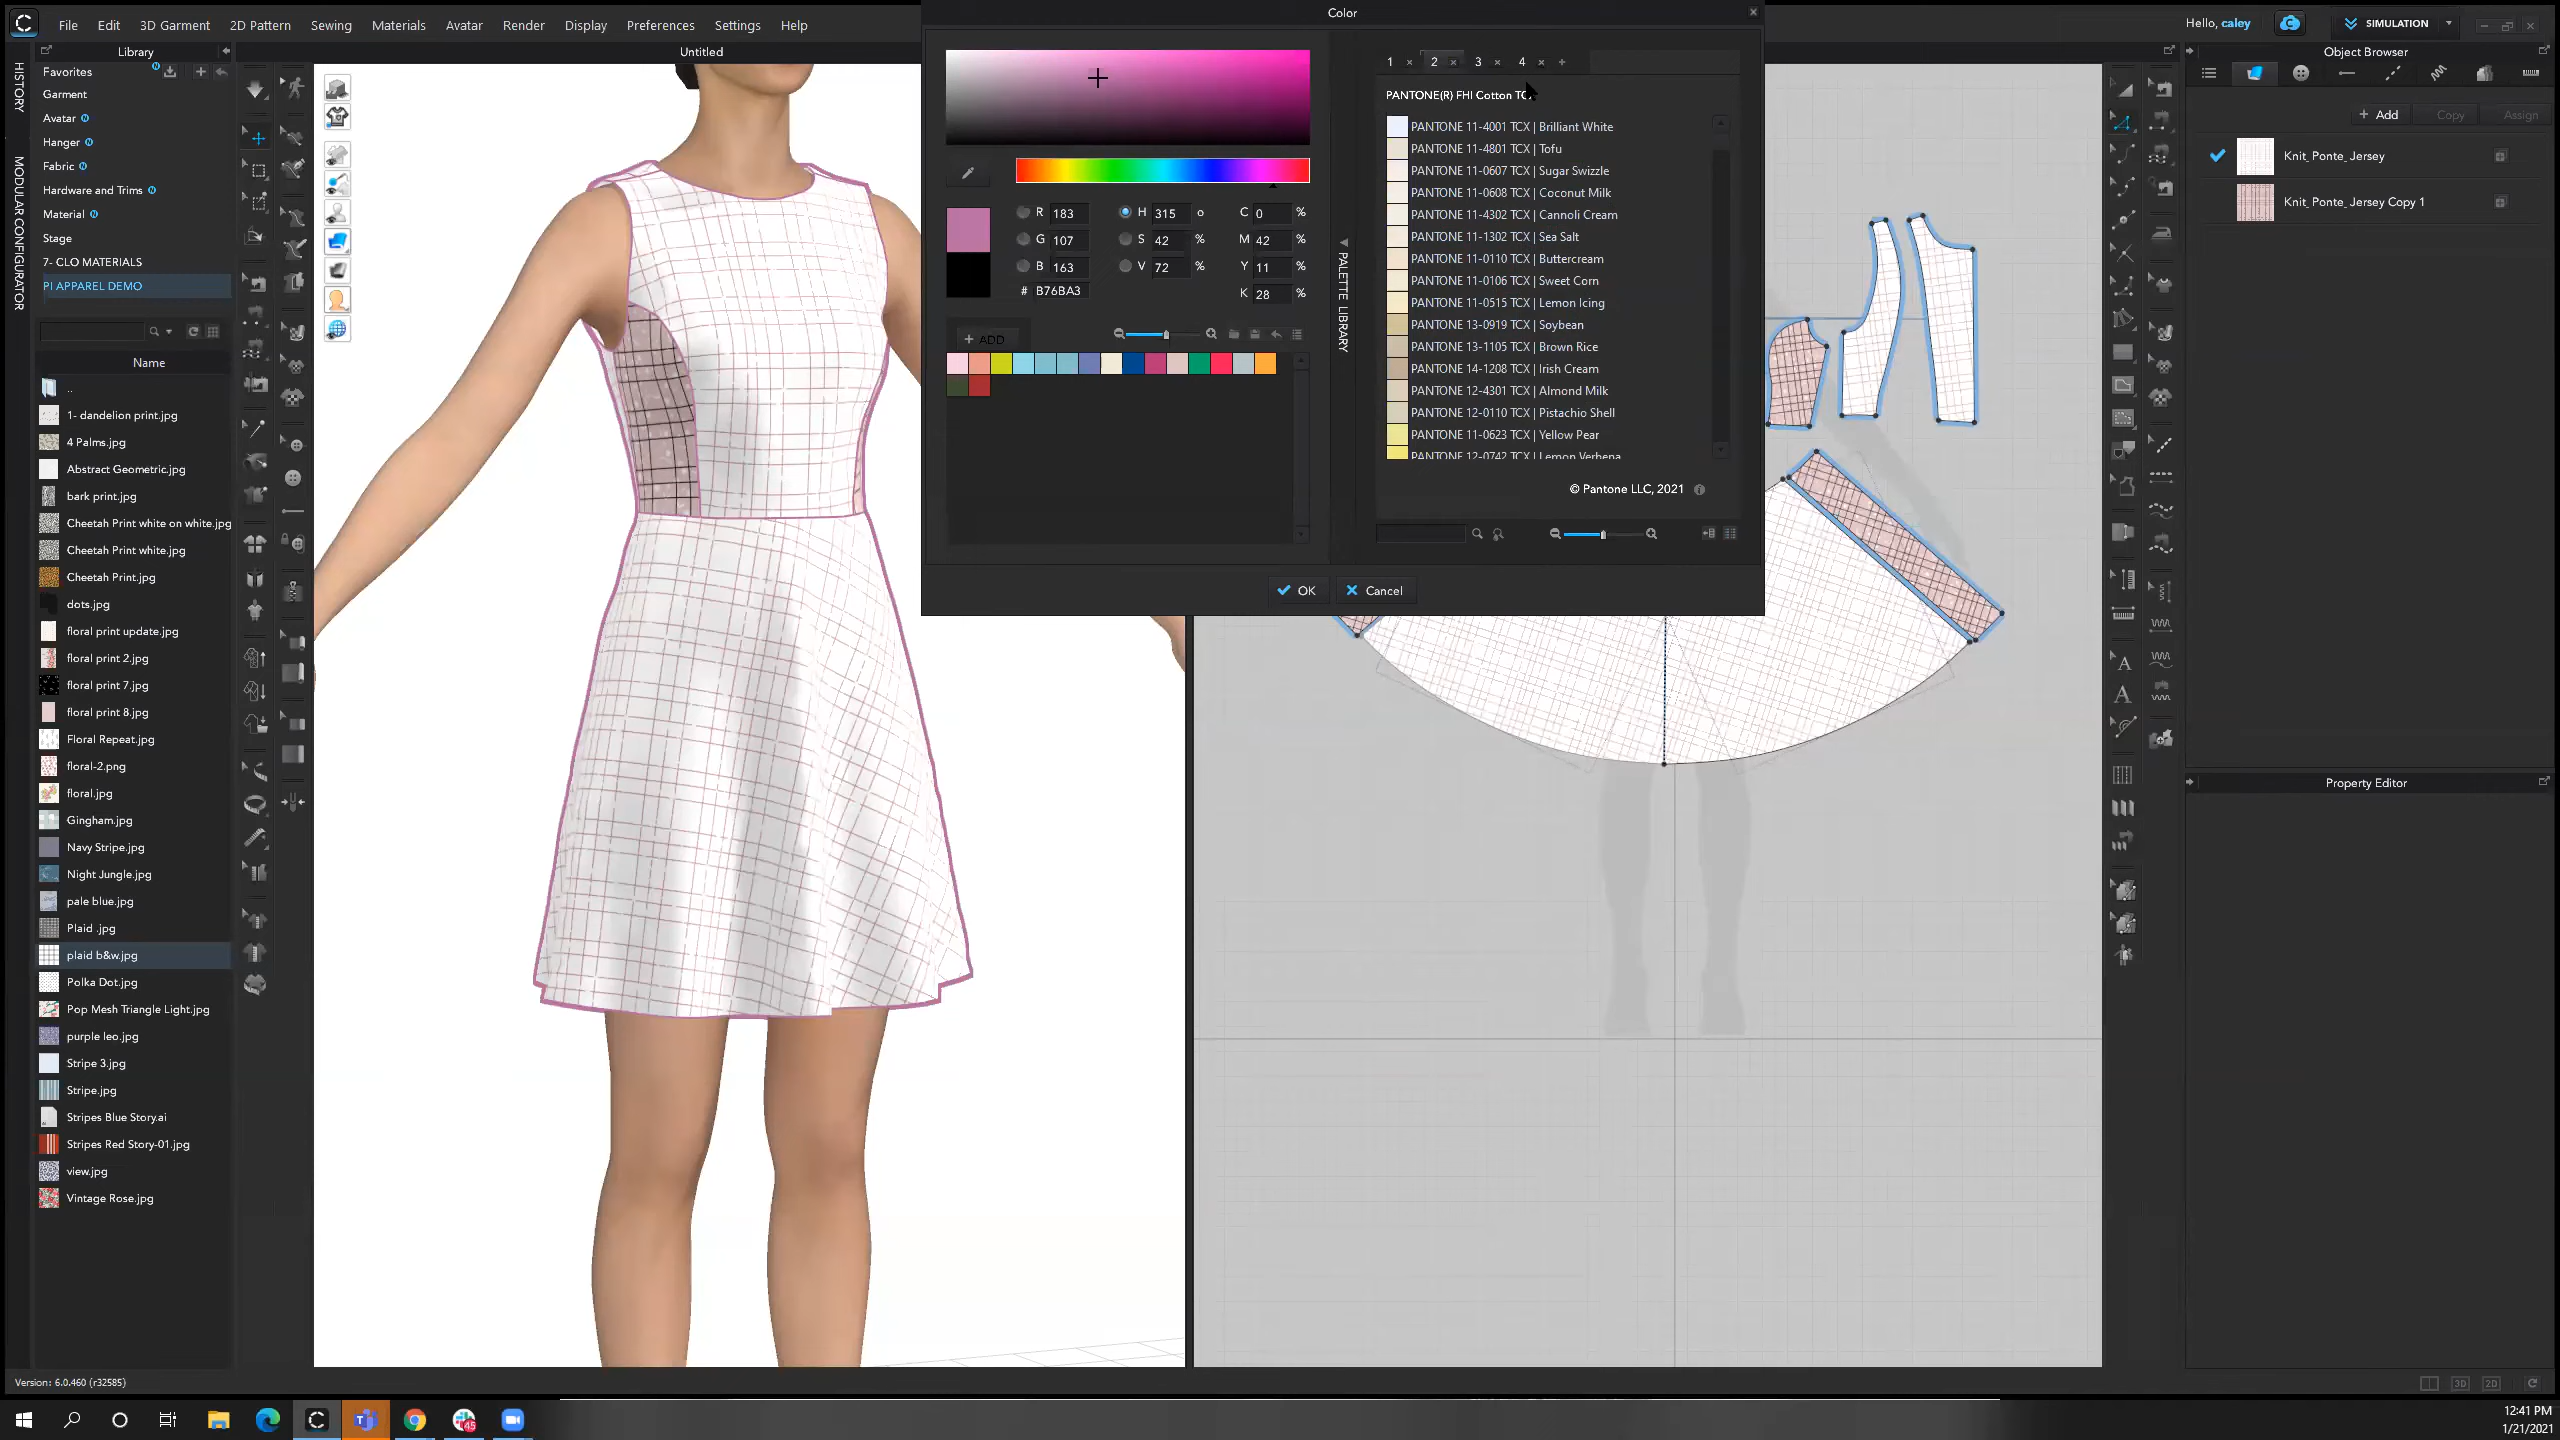 File Edit 3D Garment 2D Pattern Sewing Materials Avatar Render Display Preferences Settings Help
Hello, caley
SIMULATION
HISTORY
MODULAR CONFIGURATOR
Library
Favorites
Garment
Avatar
Hanger
Fabric
Hardware and Trims
Material
Stage
7- CLO MATERIALS
PI APPAREL DEMO
Name
..
1- dandelion print.jpg
4 Palms.jpg
Abstract Geometric.jpg
bark print.jpg
Cheetah Print white on white.jpg
Cheetah Print white.jpg
Cheetah Print.jpg
dots.jpg
floral print update.jpg
floral print 2.jpg
floral print 7.jpg
floral print 8.jpg
Floral Repeat.jpg
floral-2.png
floral.jpg
Gingham.jpg
Navy Stripe.jpg
Night Jungle.jpg
pale blue.jpg
Plaid .jpg
plaid b&w.jpg
Polka Dot.jpg
Pop Mesh Triangle Light.jpg
purple leo.jpg
Stripe 3.jpg
Stripe.jpg
Stripes Blue Story.ai
Stripes Red Story-01.jpg
view.jpg
Vintage Rose.jpg
Version: 6.0.460 (r32585)
Untitled
Color
R 183 H 315 o C 0 %
G 107 S 42 % M 42 %
B 163 V 72 % Y 11 %
# B76BA3 K 28 %
+ ADD
PALETTE LIBRARY
1 × 2 × 3 × 4 × +
PANTONE(R) FHI Cotton TC
PANTONE 11-4001 TCX | Brilliant White
PANTONE 11-4801 TCX | Tofu
PANTONE 11-0607 TCX | Sugar Swizzle
PANTONE 11-0608 TCX | Coconut Milk
PANTONE 11-4302 TCX | Cannoli Cream
PANTONE 11-1302 TCX | Sea Salt
PANTONE 11-0110 TCX | Buttercream
PANTONE 11-0106 TCX | Sweet Corn
PANTONE 11-0515 TCX | Lemon Icing
PANTONE 13-0919 TCX | Soybean
PANTONE 13-1105 TCX | Brown Rice
PANTONE 14-1208 TCX | Irish Cream
PANTONE 12-4301 TCX | Almond Milk
PANTONE 12-0110 TCX | Pistachio Shell
PANTONE 11-0623 TCX | Yellow Pear
PANTONE 12-0742 TCX | Lemon Verbena
© Pantone LLC, 2021
OK Cancel
Object Browser
+ Add Copy Assign
Knit_Ponte_Jersey
Knit_Ponte_Jersey Copy 1
Property Editor
3D 2D
45
12:41 PM
1/21/2021